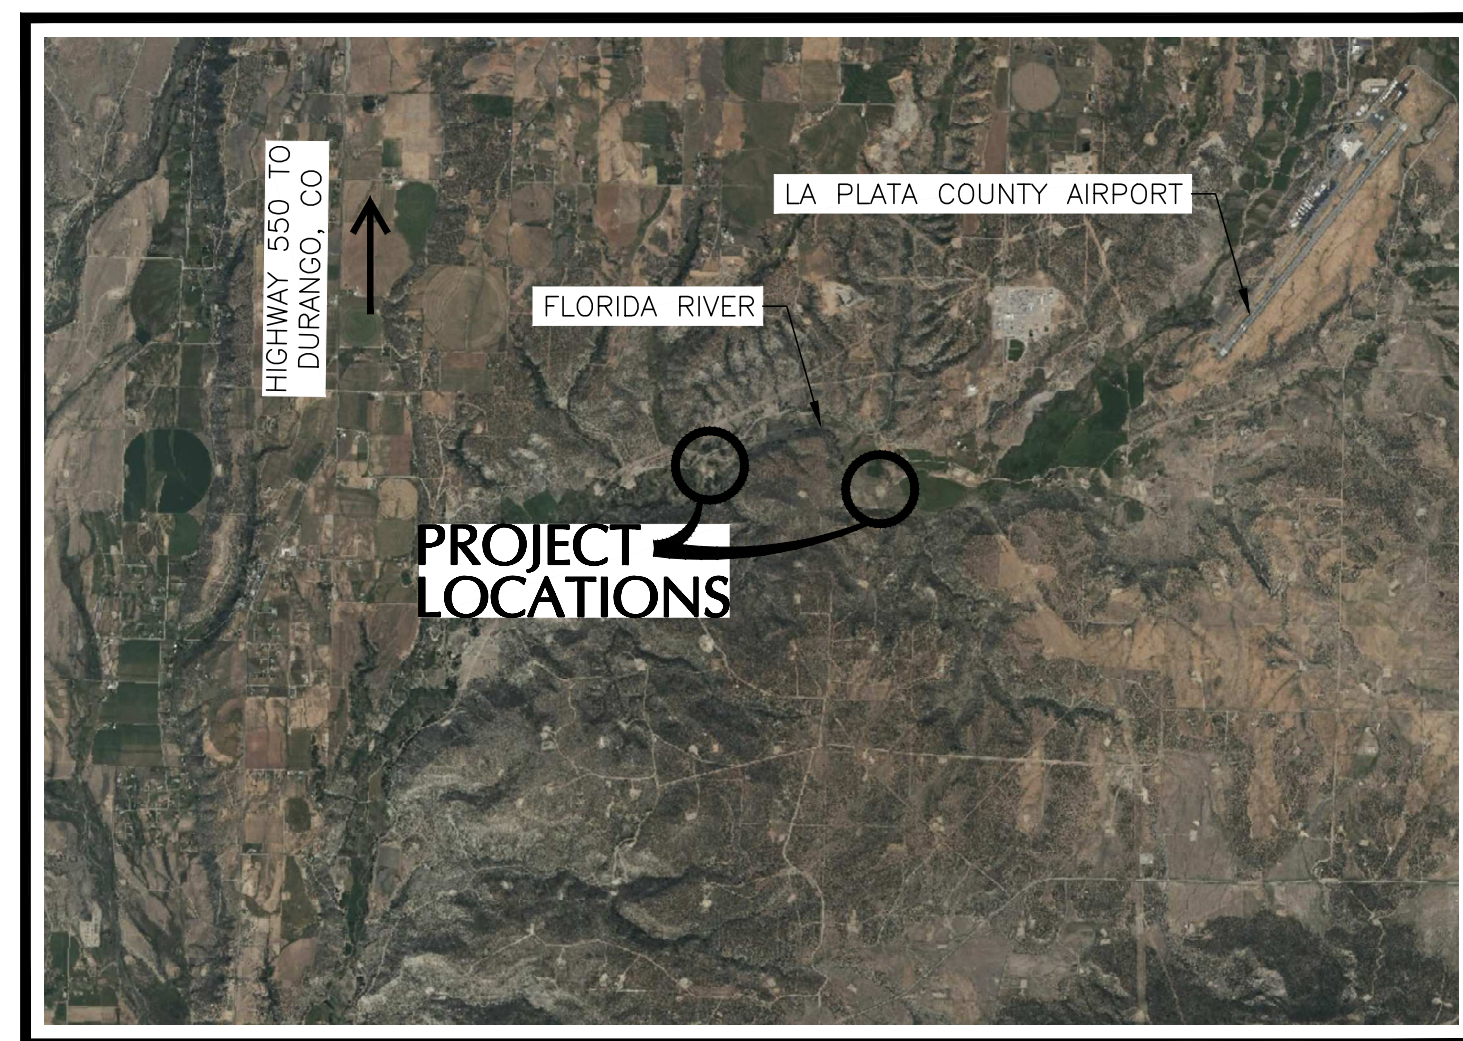 HIGHWAY 550 TO
DURANGO, CO
LA PLATA COUNTY AIRPORT
FLORIDA RIVER
PROJECT
LOCATIONS